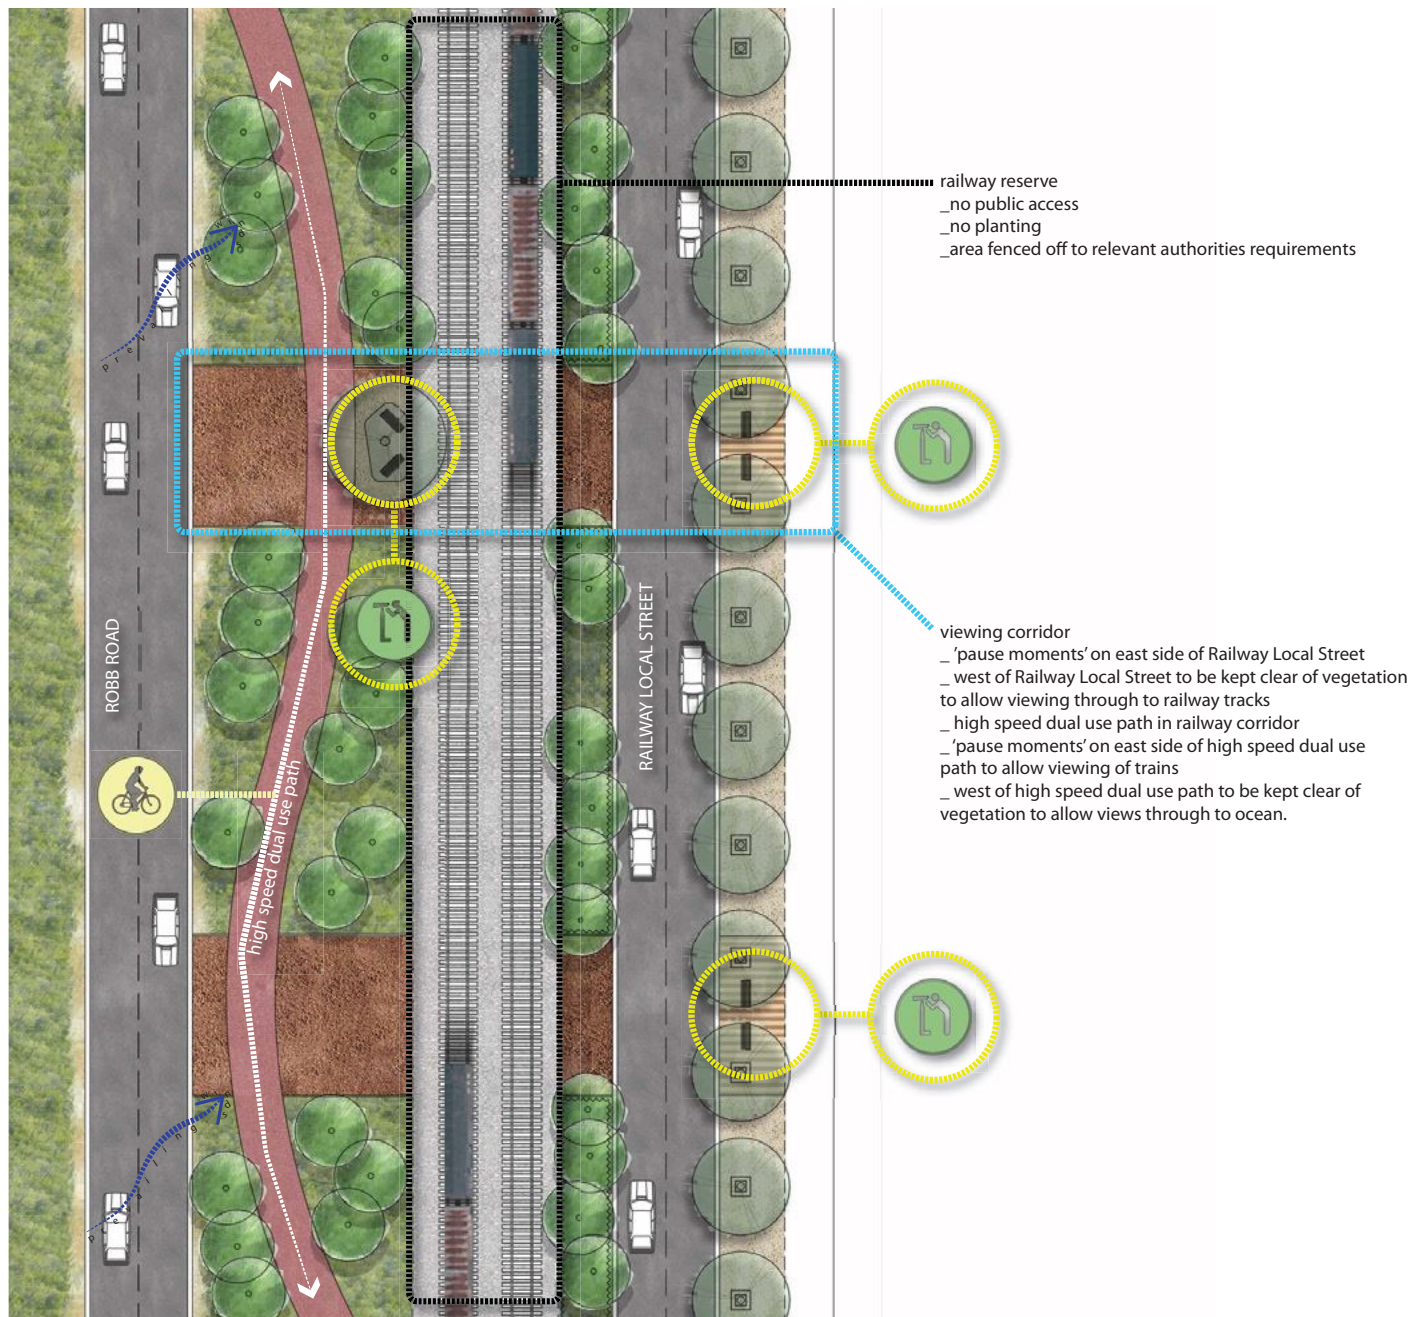 railway reserve
_no public access
_no planting
_area fenced off to relevant authorities requirements
prevailing winds
ROBB ROAD
RAILWAY LOCAL STREET
viewing corridor
_ 'pause moments' on east side of Railway Local Street
_ west of Railway Local Street to be kept clear of vegetation
to allow viewing through to railway tracks
_ high speed dual use path in railway corridor
_ 'pause moments' on east side of high speed dual use
path to allow viewing of trains
_ west of high speed dual use path to be kept clear of
vegetation to allow views through to ocean.
high speed dual use path
prevailing winds